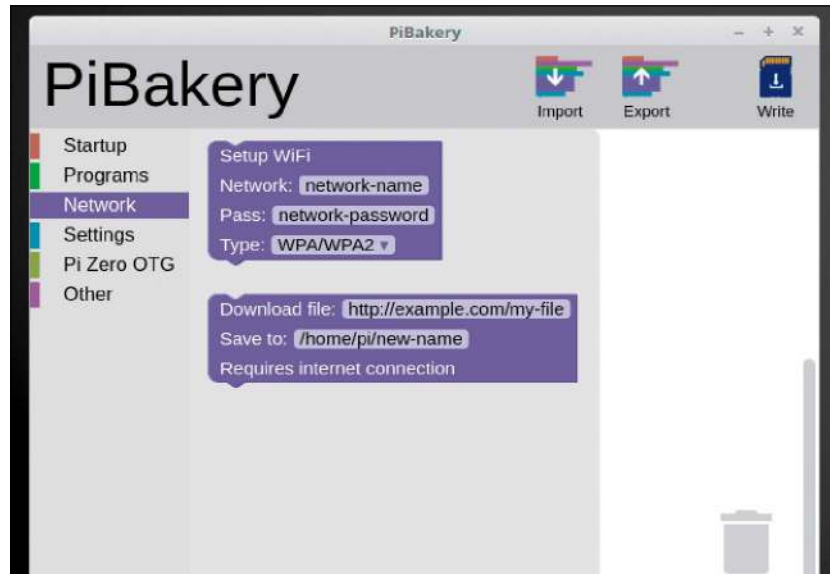 PiBakery
PiBakery
Import
Export
Write
Startup
Programs
Network
Settings
Pi Zero OTG
Other
Setup WiFi
Network: network-name
Pass: network-password
Type: WPA/WPA2
Download file: http://example.com/my-file
Save to: /home/pi/new-name
Requires internet connection